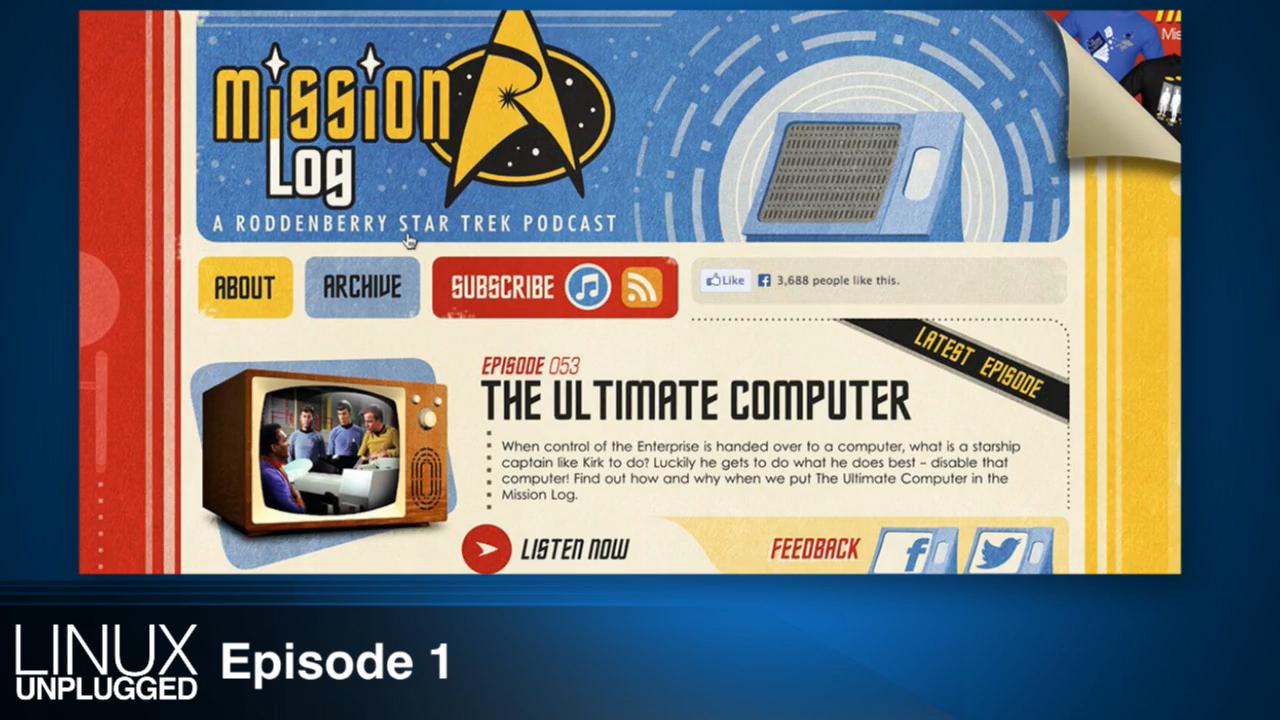 mission
Log
A RODDENBERRY STAR TREK PODCAST
Mis
ABOUT
ARCHIVE
SUBSCRIBE
Like
3,688 people like this.
LATEST EPISODE
EPISODE 053
THE ULTIMATE COMPUTER
When control of the Enterprise is handed over to a computer, what is a starship
captain like Kirk to do? Luckily he gets to do what he does best – disable that
computer! Find out how and why when we put The Ultimate Computer in the
Mission Log.
LISTEN NOW
FEEDBACK
LINUX
UNPLUGGED
Episode 1